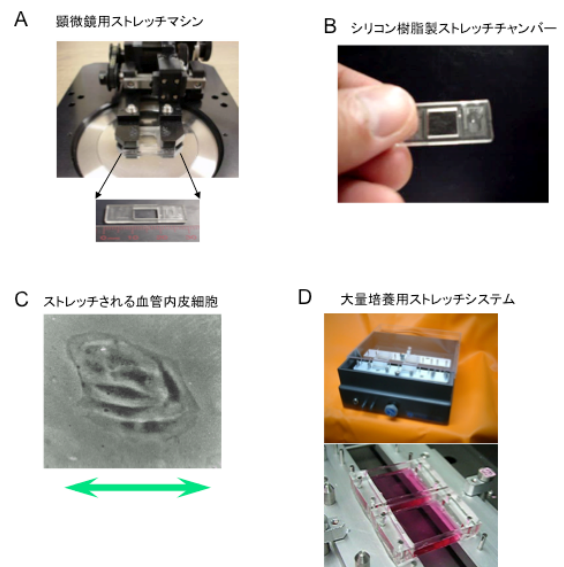 A 顕微鏡用ストレッチマシン
B シリコン樹脂製ストレッチチャンバー
C ストレッチされる血管内皮細胞
D 大量培養用ストレッチシステム